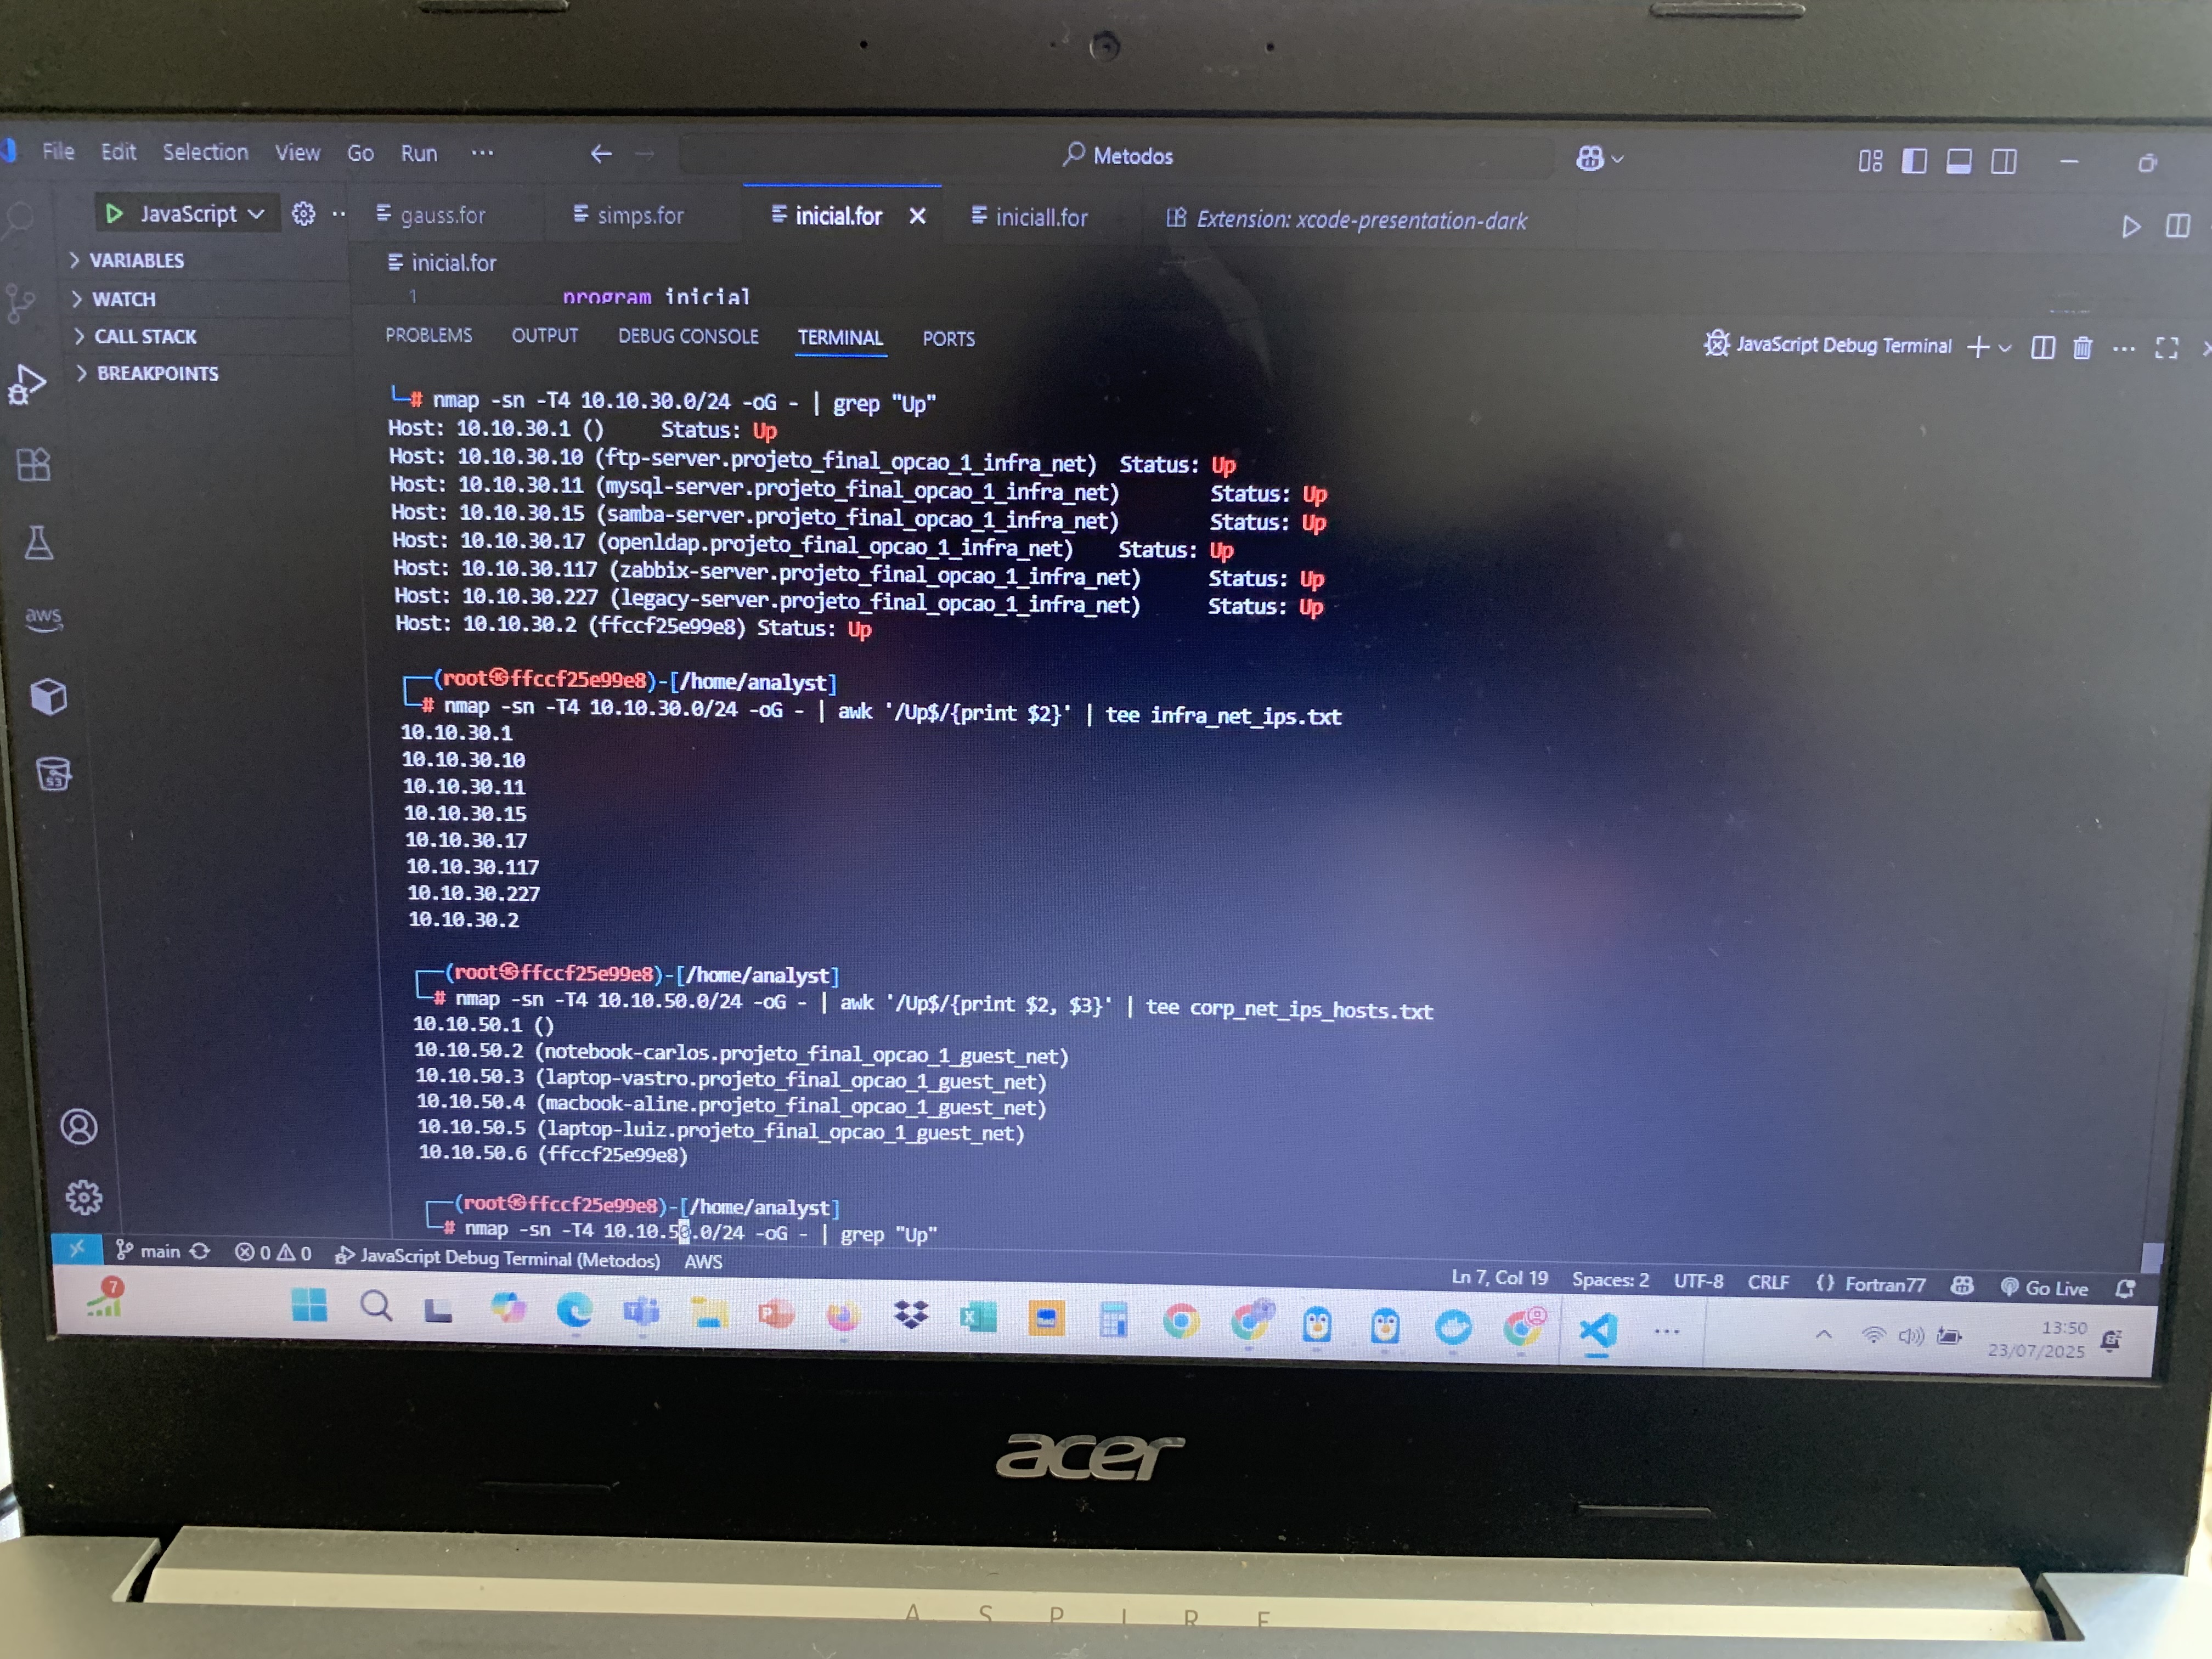 File Edit Selection View Go Run ··· Metodos
JavaScript
gauss.for simps.for inicial.for iniciall.for Extension: xcode-presentation-dark
VARIABLES
WATCH
CALL STACK
BREAKPOINTS
inicial.for
1 program inicial
PROBLEMS OUTPUT DEBUG CONSOLE TERMINAL PORTS
JavaScript Debug Terminal
└─# nmap -sn -T4 10.10.30.0/24 -oG - | grep "Up"
Host: 10.10.30.1 () Status: Up
Host: 10.10.30.10 (ftp-server.projeto_final_opcao_1_infra_net) Status: Up
Host: 10.10.30.11 (mysql-server.projeto_final_opcao_1_infra_net) Status: Up
Host: 10.10.30.15 (samba-server.projeto_final_opcao_1_infra_net) Status: Up
Host: 10.10.30.17 (openldap.projeto_final_opcao_1_infra_net) Status: Up
Host: 10.10.30.117 (zabbix-server.projeto_final_opcao_1_infra_net) Status: Up
Host: 10.10.30.227 (legacy-server.projeto_final_opcao_1_infra_net) Status: Up
Host: 10.10.30.2 (ffccf25e99e8) Status: Up
┌──(root㉿ffccf25e99e8)-[/home/analyst]
└─# nmap -sn -T4 10.10.30.0/24 -oG - | awk '/Up$/{print $2}' | tee infra_net_ips.txt
10.10.30.1
10.10.30.10
10.10.30.11
10.10.30.15
10.10.30.17
10.10.30.117
10.10.30.227
10.10.30.2
┌──(root㉿ffccf25e99e8)-[/home/analyst]
└─# nmap -sn -T4 10.10.50.0/24 -oG - | awk '/Up$/{print $2, $3}' | tee corp_net_ips_hosts.txt
10.10.50.1 ()
10.10.50.2 (notebook-carlos.projeto_final_opcao_1_guest_net)
10.10.50.3 (laptop-vastro.projeto_final_opcao_1_guest_net)
10.10.50.4 (macbook-aline.projeto_final_opcao_1_guest_net)
10.10.50.5 (laptop-luiz.projeto_final_opcao_1_guest_net)
10.10.50.6 (ffccf25e99e8)
┌──(root㉿ffccf25e99e8)-[/home/analyst]
└─# nmap -sn -T4 10.10.50.0/24 -oG - | grep "Up"
aws
S3
main 0 0 JavaScript Debug Terminal (Metodos) AWS
Ln 7, Col 19 Spaces: 2 UTF-8 CRLF {} Fortran77 Go Live
7
13:50
23/07/2025
acer
ASPIRE